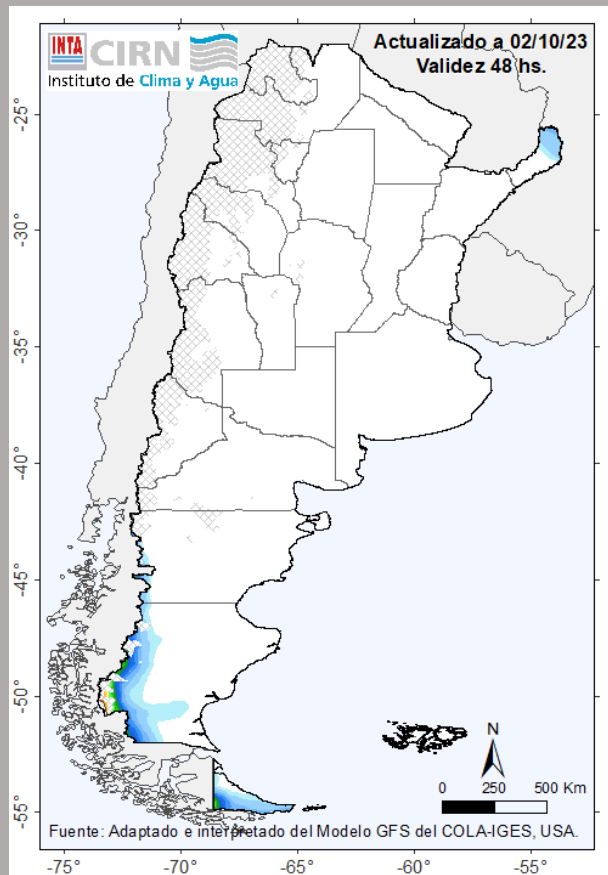 INTA CIRN
Instituto de Clima y Agua
Actualizado a 02/10/23
Validez 48 hs.
-25°
-30°
-35°
-40°
-45°
-50°
-55°
N
0 250 500 Km
Fuente: Adaptado e interpretado del Modelo GFS del COLA-IGES, USA.
-75° -70° -65° -60° -55°